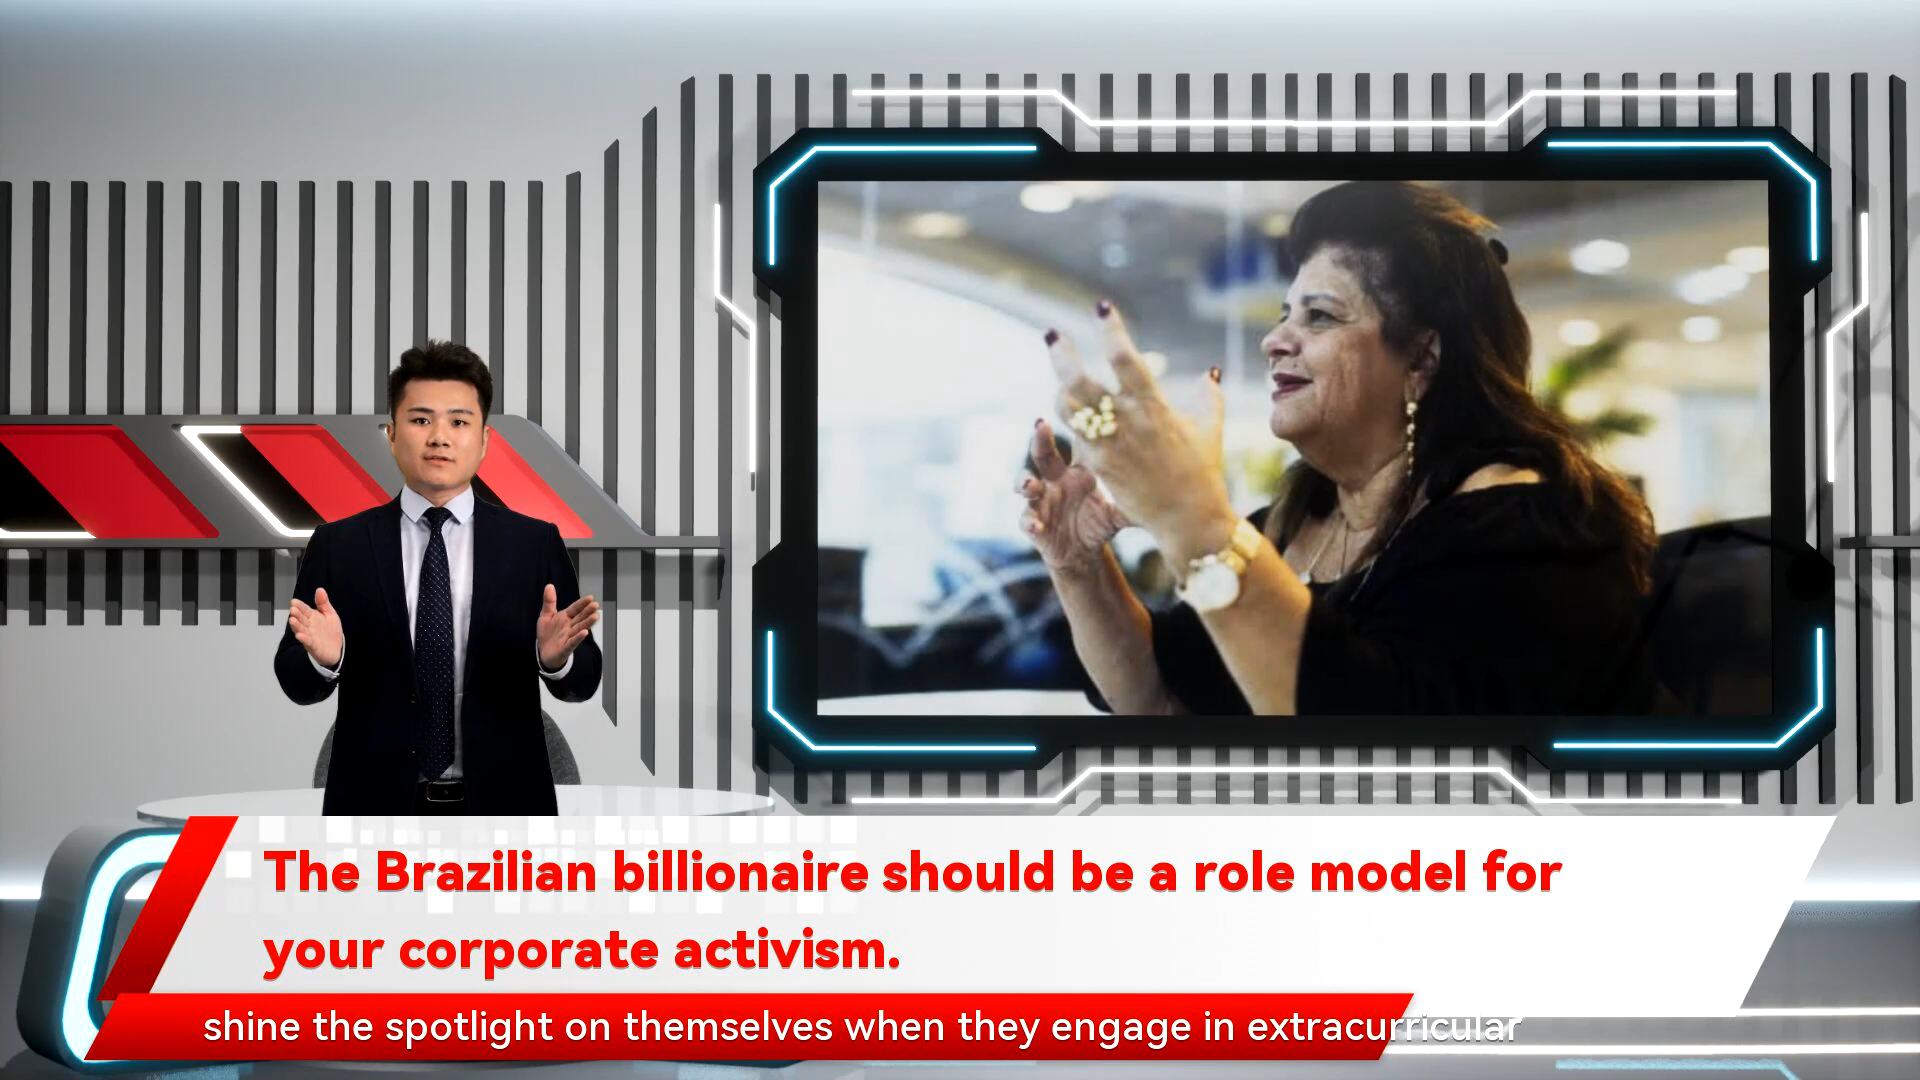 The Brazilian billionaire should be a role model for
your corporate activism.
shine the spotlight on themselves when they engage in extracurricular